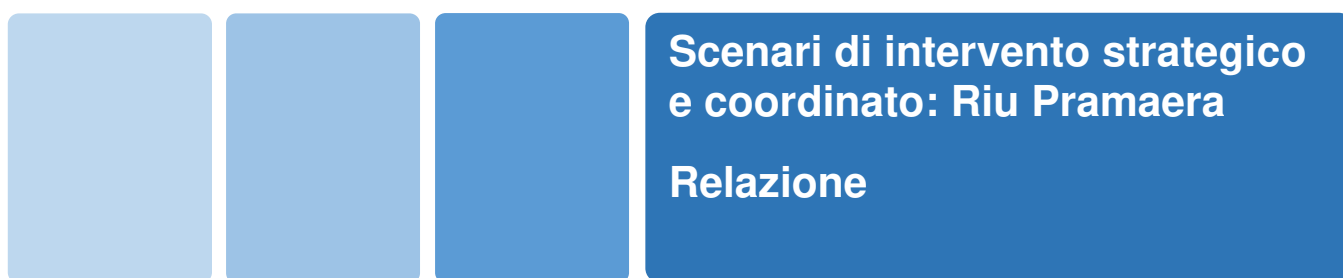 Scenari di intervento strategico
e coordinato: Riu Pramaera
Relazione